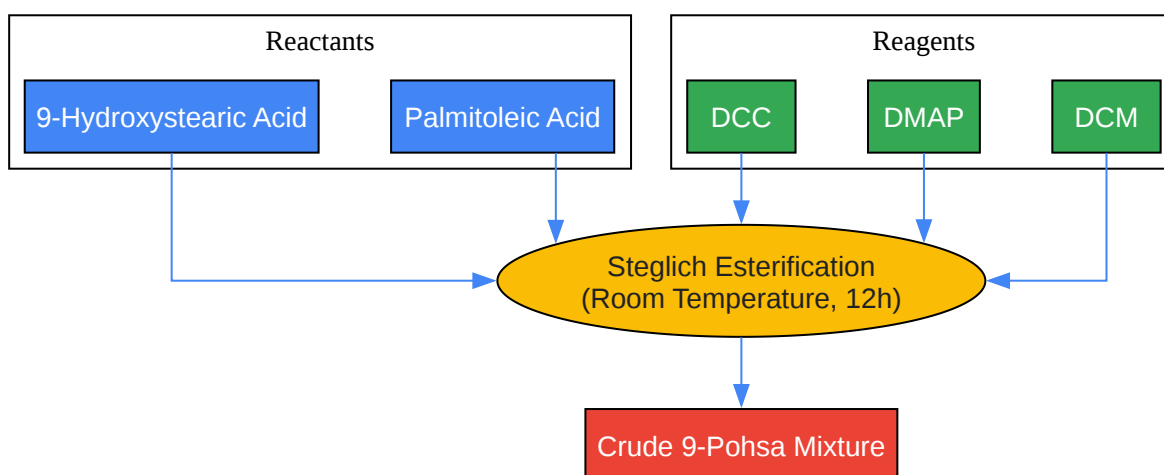 Reactants
Reagents
9-Hydroxystearic Acid
Palmitoleic Acid
DCC
DMAP
DCM
Steglich Esterification
(Room Temperature, 12h)
Crude 9-Pohsa Mixture